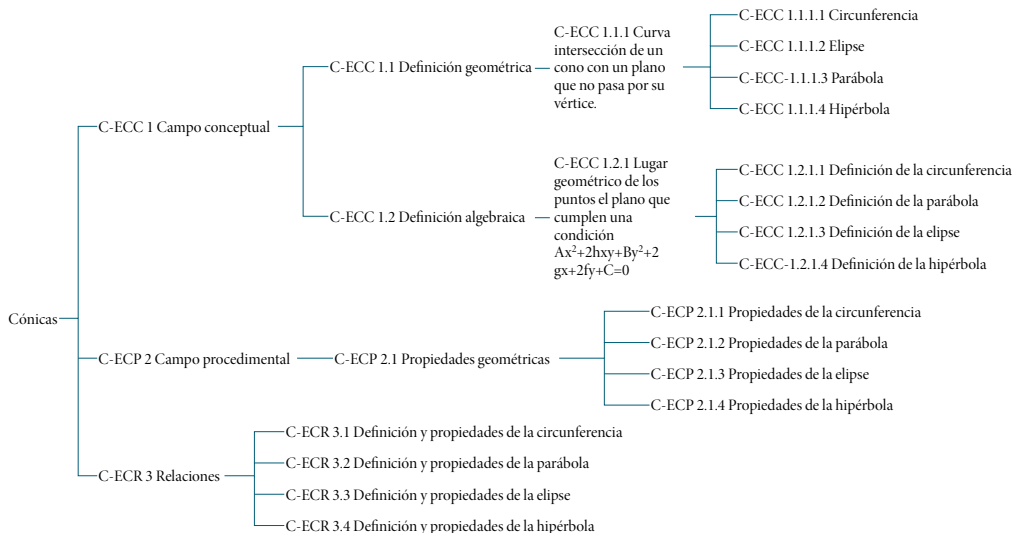 Cónicas
C-ECC 1 Campo conceptual
C-ECC 1.1 Definición geométrica
C-ECC 1.1.1 Curva
intersección de un
cono con un plano
que no pasa por su
vértice.
C-ECC 1.1.1.1 Circunferencia
C-ECC 1.1.1.2 Elipse
C-ECC-1.1.1.3 Parábola
C-ECC 1.1.1.4 Hipérbola
C-ECC 1.2 Definición algebraica
C-ECC 1.2.1 Lugar
geométrico de los
puntos el plano que
cumplen una
condición
Ax²+2hxy+By²+2
gx+2fy+C=0
C-ECC 1.2.1.1 Definición de la circunferencia
C-ECC 1.2.1.2 Definición de la parábola
C-ECC 1.2.1.3 Definición de la elipse
C-ECC-1.2.1.4 Definición de la hipérbola
C-ECP 2 Campo procedimental
C-ECP 2.1 Propiedades geométricas
C-ECP 2.1.1 Propiedades de la circunferencia
C-ECP 2.1.2 Propiedades de la parábola
C-ECP 2.1.3 Propiedades de la elipse
C-ECP 2.1.4 Propiedades de la hipérbola
C-ECR 3 Relaciones
C-ECR 3.1 Definición y propiedades de la circunferencia
C-ECR 3.2 Definición y propiedades de la parábola
C-ECR 3.3 Definición y propiedades de la elipse
C-ECR 3.4 Definición y propiedades de la hipérbola